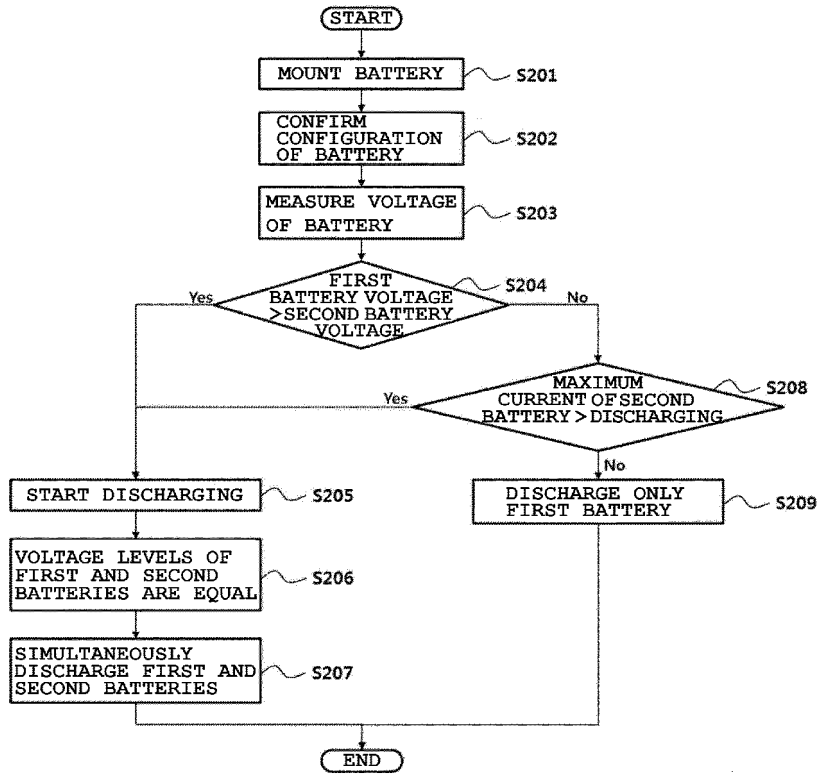 START
MOUNT BATTERY
S201
CONFIRM
CONFIGURATION
OF BATTERY
S202
MEASURE VOLTAGE
OF BATTERY
S203
FIRST
BATTERY VOLTAGE
>SECOND BATTERY
VOLTAGE
S204
Yes
No
MAXIMUM
CURRENT OF SECOND
BATTERY > DISCHARGING
S208
Yes
No
START DISCHARGING
S205
DISCHARGE ONLY
FIRST BATTERY
S209
VOLTAGE LEVELS OF
FIRST AND SECOND
BATTERIES ARE EQUAL
S206
SIMULTANEOUSLY
DISCHARGE FIRST AND
SECOND BATTERIES
S207
END